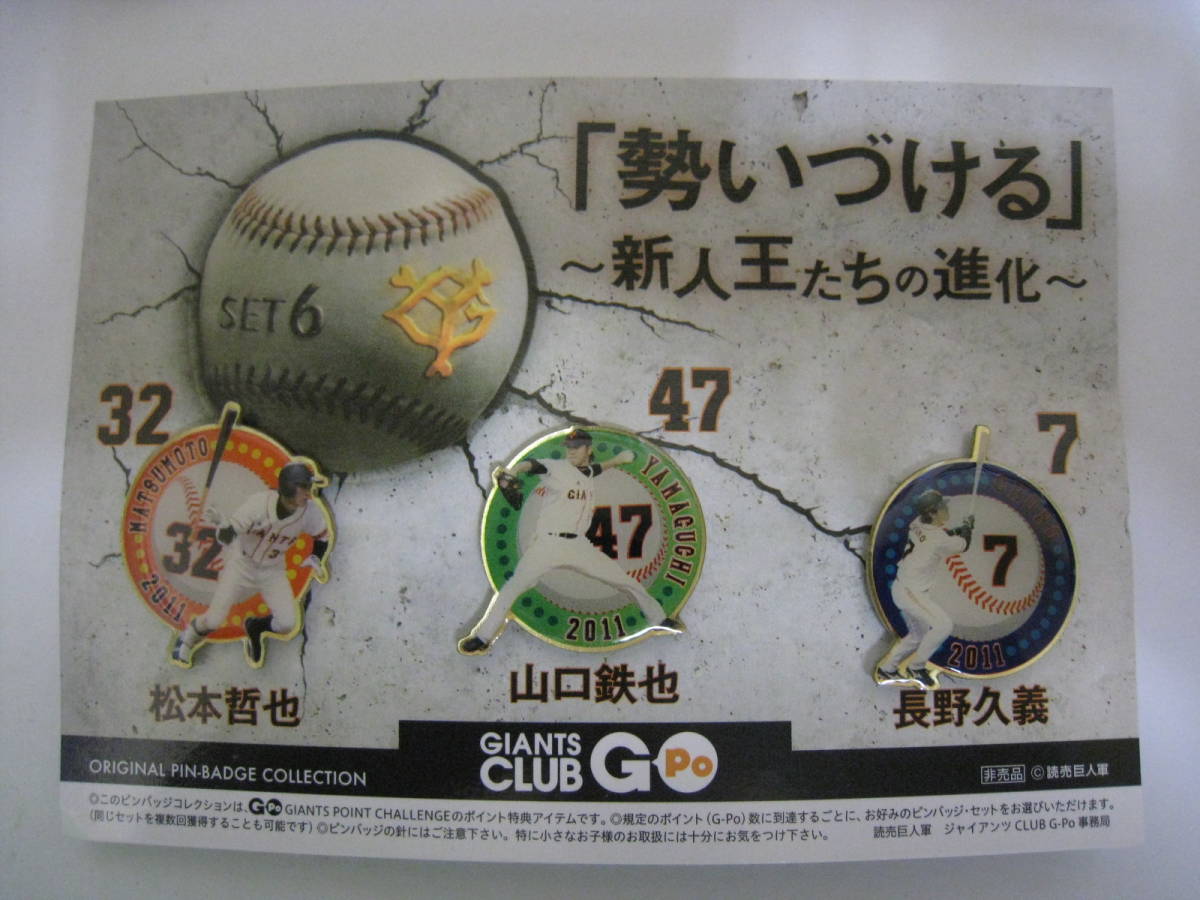 「勢いづける」
～新人王たちの進化～
SET 6
32
47
7
MATSUMOTO
32
2011
YAMAGUCHI
GIA
47
2011
7
2011
松本哲也
山口鉄也
長野久義
ORIGINAL PIN-BADGE COLLECTION
GIANTS
CLUB
G-Po
非売品 ©読売巨人軍
◎このピンバッジコレクションは、G-Po GIANTS POINT CHALLENGEのポイント特典アイテムです。◎規定のポイント(G-Po)数に到達するごとに、お好みのピンバッジ・セットをお選びいただけます。
(同じセットを複数回獲得することも可能です)◎ピンバッジの針にはご注意下さい。特に小さなお子様のお取扱には十分にお気をつけ下さい。
読売巨人軍 ジャイアンツ CLUB G-Po 事務局